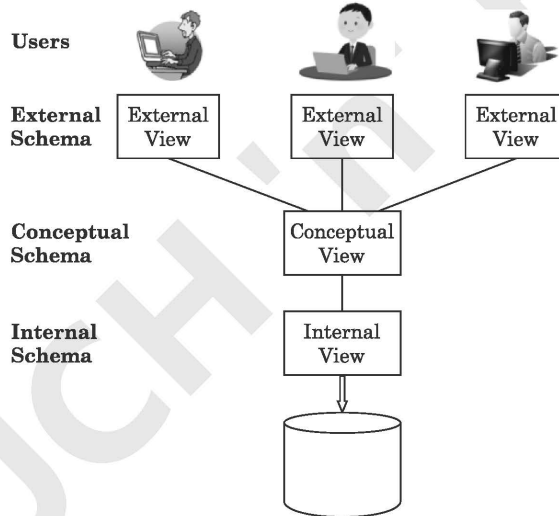 Users
External
Schema
External
View
External
View
External
View
Conceptual
Schema
Conceptual
View
Internal
Schema
Internal
View